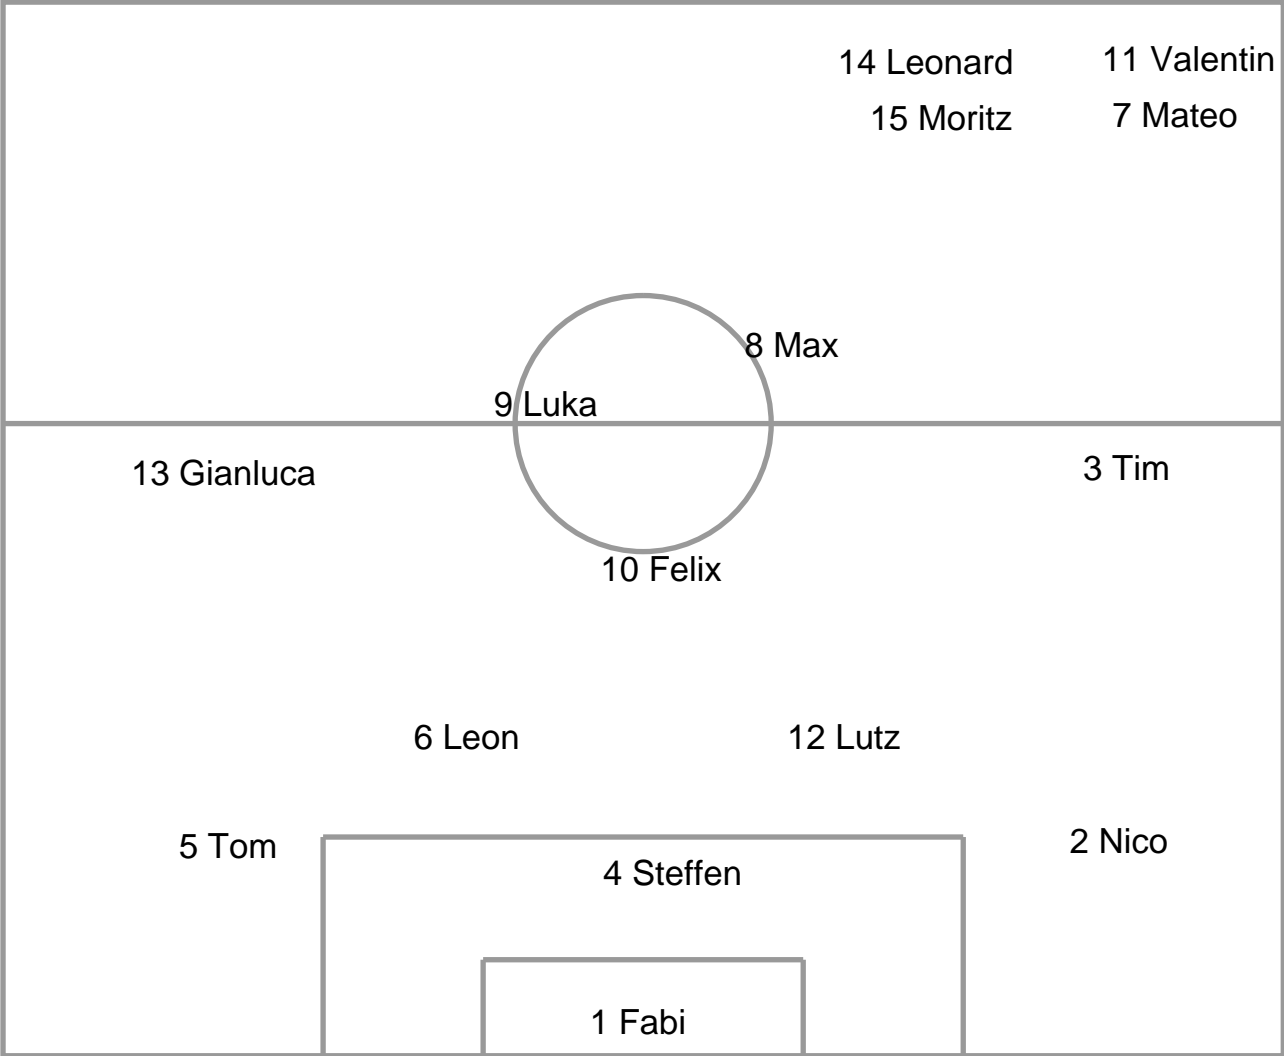 14 Leonard
11 Valentin
15 Moritz
7 Mateo
8 Max
9 Luka
13 Gianluca
3 Tim
10 Felix
6 Leon
12 Lutz
5 Tom
2 Nico
4 Steffen
1 Fabi